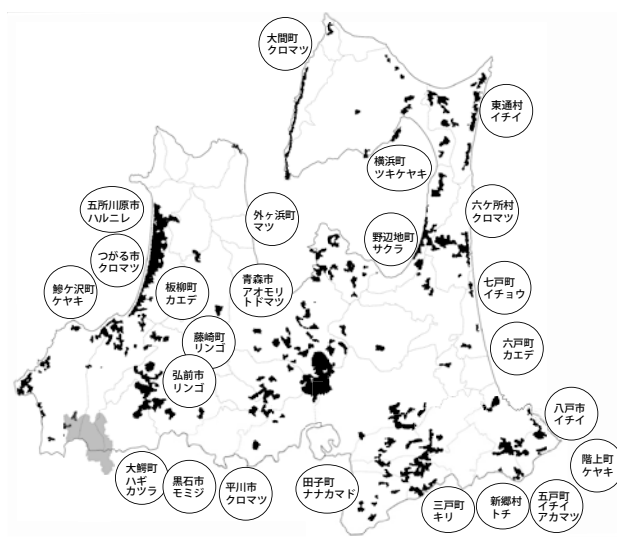 大間町
クロマツ
東通村
イチイ
横浜町
ツキケヤキ
六ケ所村
クロマツ
五所川原市
ハルニレ
外ヶ浜町
マツ
野辺地町
サクラ
つがる市
クロマツ
鰺ケ沢町
ケヤキ
板柳町
カエデ
青森市
アオモリ
トドマツ
七戸町
イチョウ
藤崎町
リンゴ
六戸町
カエデ
弘前市
リンゴ
八戸市
イチイ
階上町
ケヤキ
大鰐町
ハギ
カツラ
黒石市
モミジ
平川市
クロマツ
田子町
ナナカマド
三戸町
キリ
新郷村
トチ
五戸町
イチイ
アカマツ